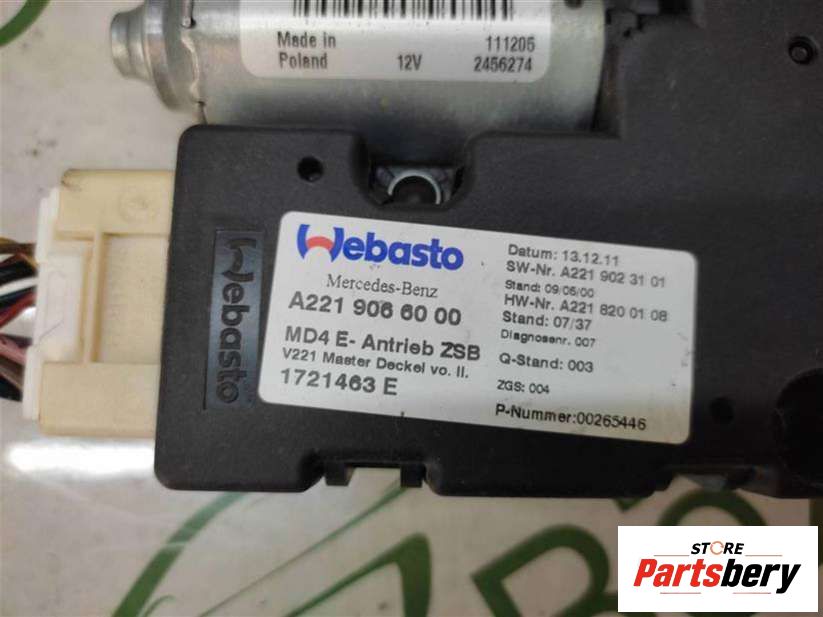 Made in
Poland
12V
111205
2456274
Webasto
Webasto
Mercedes-Benz
A221 906 60 00
MD4 E- Antrieb ZSB
V221 Master Deckel vo. II.
1721463 E
Datum: 13.12.11
SW-Nr. A221 902 31 01
Stand: 09/05/00
HW-Nr. A221 820 01 08
Stand: 07/37
Diagnosenr. 007
Q-Stand: 003
ZGS: 004
P-Nummer:00265446
STORE
Partsbery